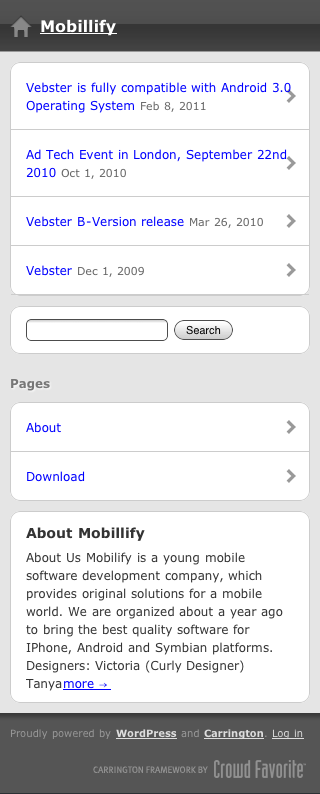 Mobillify
Vebster is fully compatible with Android 3.0
Operating System Feb 8, 2011
Ad Tech Event in London, September 22nd,
2010 Oct 1, 2010
Vebster B-Version release Mar 26, 2010
Vebster Dec 1, 2009
Search
Pages
About
Download
About Mobillify
About Us Mobilify is a young mobile
software development company, which
provides original solutions for a mobile
world. We are organized about a year ago
to bring the best quality software for
IPhone, Android and Symbian platforms.
Designers: Victoria (Curly Designer)
Tanyamore →
Proudly powered by WordPress and Carrington. Log in
CARRINGTON FRAMEWORK BY Crowd Favorite